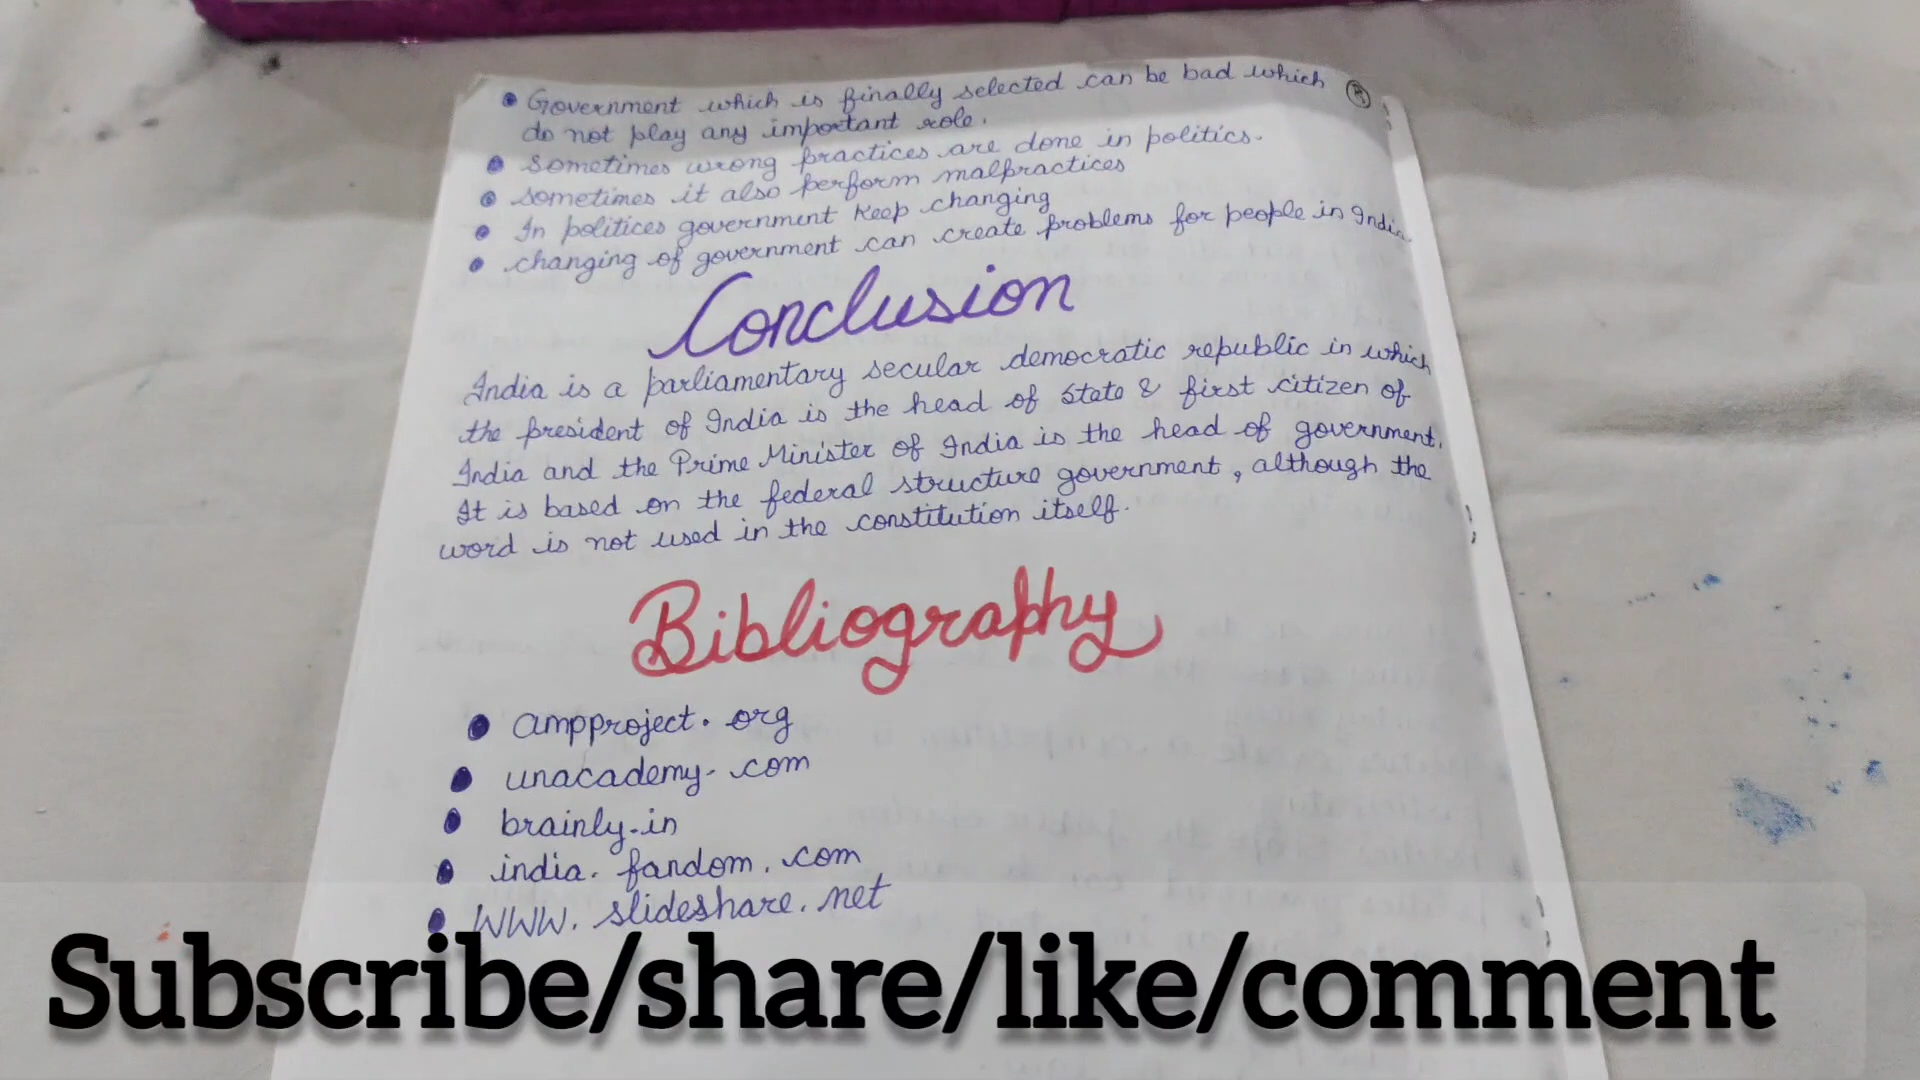 • Government which is finally selected can be bad which
do not play any important role.
• Sometimes wrong practices are done in politics.
• sometimes it also perform malpractices
• In politices government keep changing
• changing of government can create problems for people in India
Conclusion
India is a parliamentary secular democratic republic in which
the president of India is the head of State & first citizen of
India and the Prime Minister of India is the head of government.
It is based on the federal structure government, although the
word is not used in the constitution itself.
Bibliography
• ampproject.org
• unacademy.com
• brainly.in
• india.fandom.com
• WWW.slideshare.net
Subscribe/share/like/comment